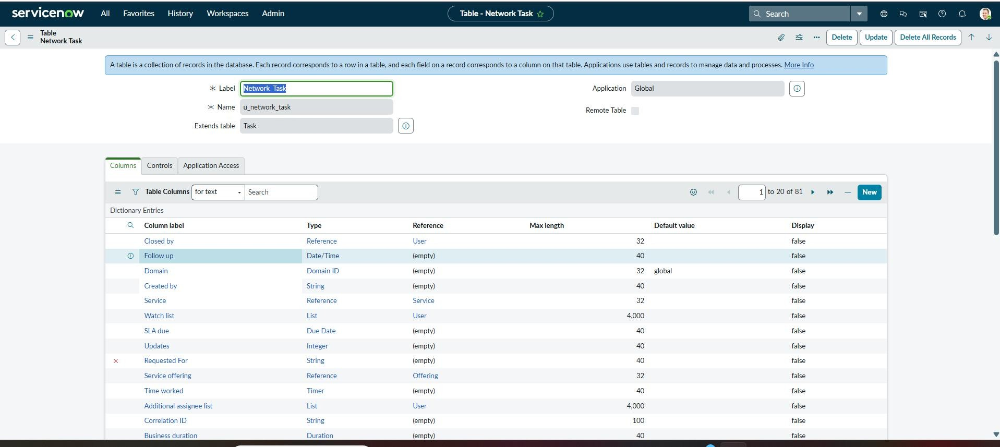 servicenow All Favorites History Workspaces Admin Table - Network Task Search
Table
Network Task
Delete Update Delete All Records
A table is a collection of records in the database. Each record corresponds to a row in a table, and each field on a record corresponds to a column on that table. Applications use tables and records to manage data and processes. More Info
Label Network Task Application Global
Name u_network_task Remote Table
Extends table Task
Columns Controls Application Access
Table Columns for text Search 1 to 20 of 81 New
Dictionary Entries
Column label Type Reference Max length Default value Display
Closed by Reference User 32 false
Follow up Date/Time (empty) 40 false
Domain Domain ID (empty) 32 global false
Created by String (empty) 40 false
Service Reference Service 32 false
Watch list List User 4,000 false
SLA due Due Date (empty) 40 false
Updates Integer (empty) 40 false
Requested For String (empty) 40 false
Service offering Reference Offering 32 false
Time worked Timer (empty) 40 false
Additional assignee list List User 4,000 false
Correlation ID String (empty) 100 false
Business duration Duration (empty) 40 false